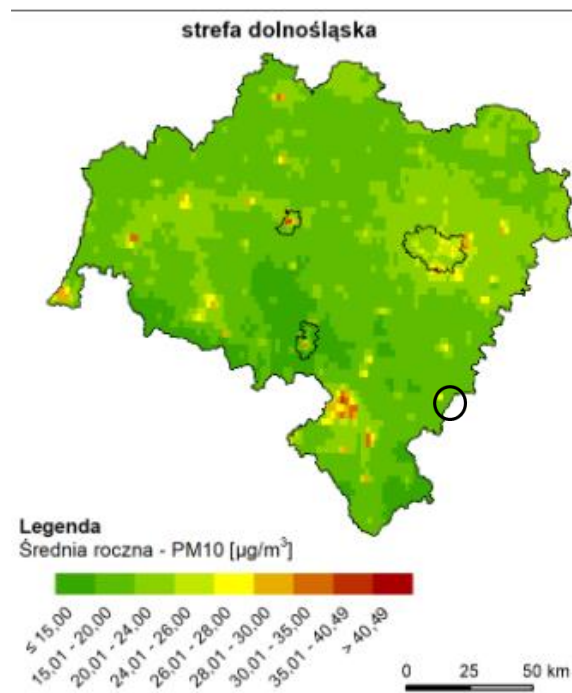 strefa dolnośląska
Legenda
Średnia roczna - PM10 [µg/m³]
≤ 15,00
15,01 - 20,00
20,01 - 24,00
24,01 - 26,00
26,01 - 28,00
28,01 - 30,00
30,01 - 35,00
35,01 - 40,49
> 40,49
0 25 50 km